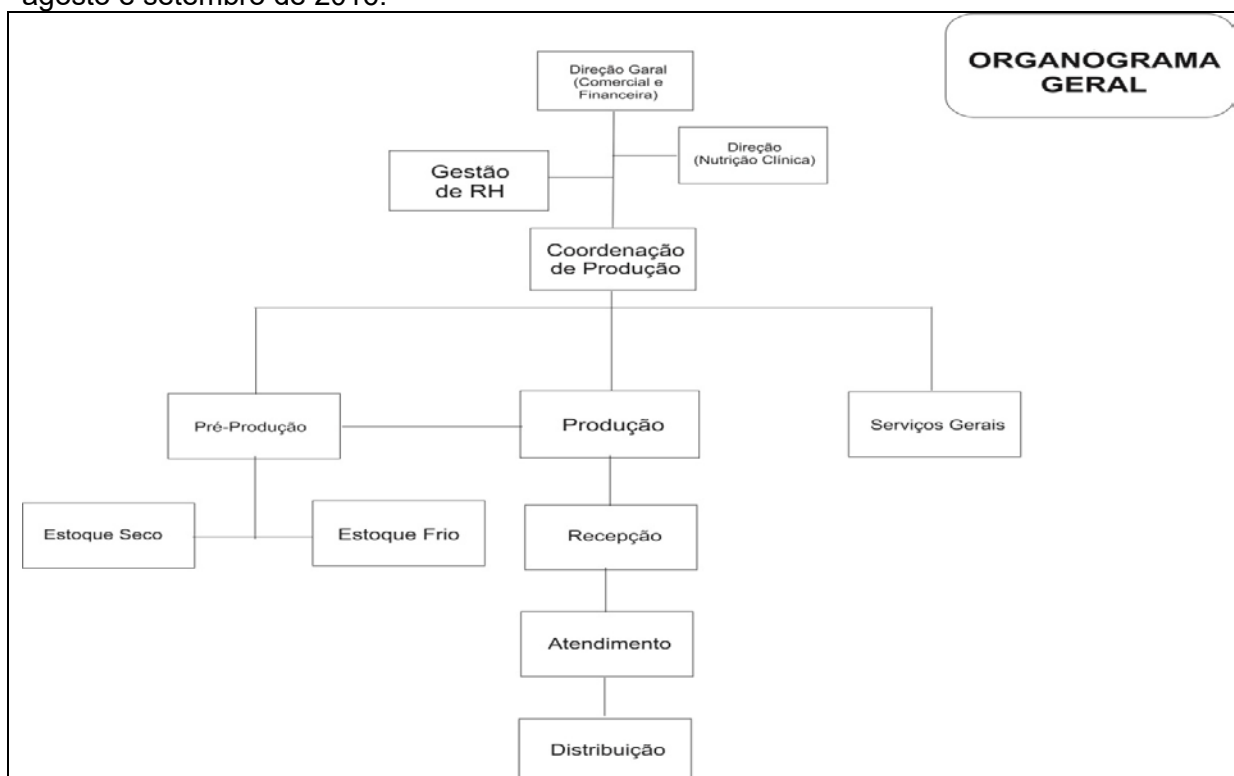 agosto e setembro de 2016.
ORGANOGRAMA
GERAL
Direção Garal
(Comercial e
Financeira)
Direção
(Nutrição Clínica)
Gestão
de RH
Coordenação
de Produção
Pré-Produção
Produção
Serviços Gerais
Estoque Seco
Estoque Frio
Recepção
Atendimento
Distribuição